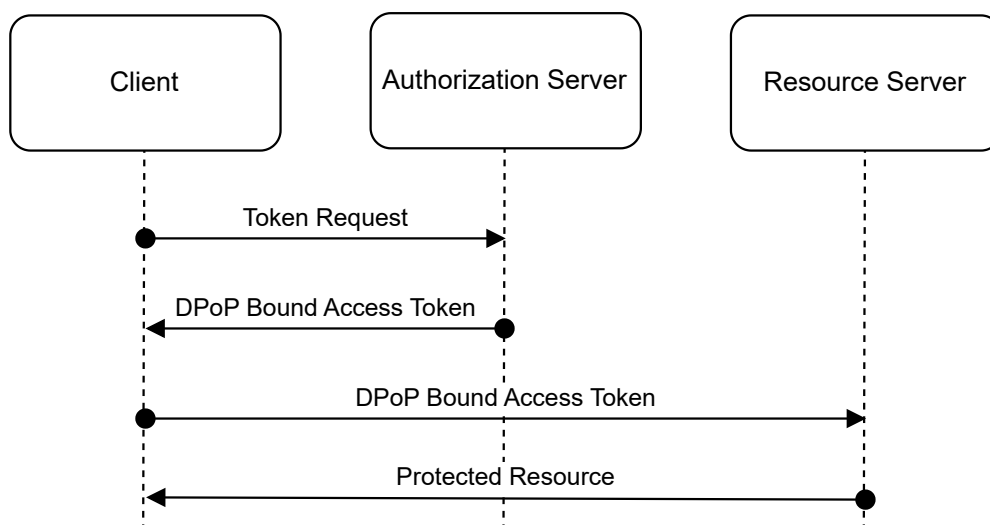 Client
Authorization Server
Resource Server
Token Request
DPoP Bound Access Token
DPoP Bound Access Token
Protected Resource